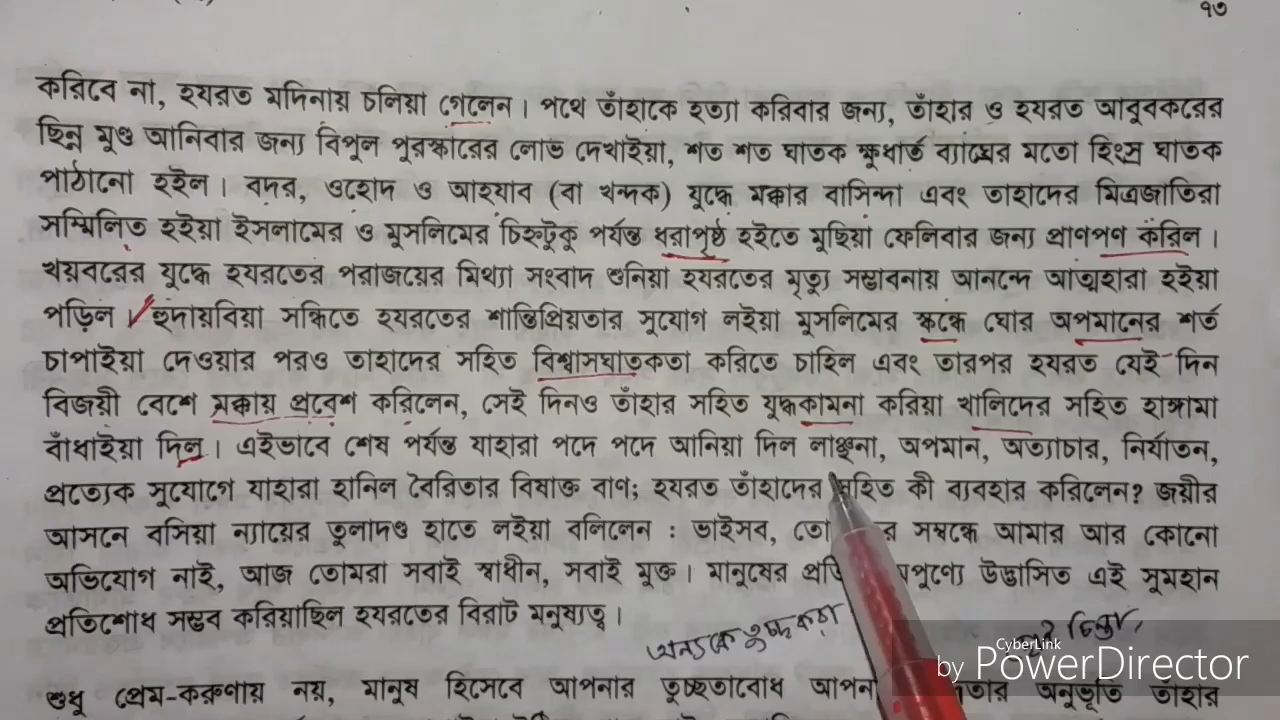 ৭৩
করিবে না, হযরত মদিনায় চলিয়া গেলেন। পথে তাঁহাকে হত্যা করিবার জন্য, তাঁহার ও হযরত আবুবকরের
ছিন্ন মুণ্ড আনিবার জন্য বিপুল পুরস্কারের লোভ দেখাইয়া, শত শত ঘাতক ক্ষুধার্ত ব্যাঘ্রের মতো হিংস্র ঘাতক
পাঠানো হইল। বদর, ওহোদ ও আহযাব (বা খন্দক) যুদ্ধে মক্কার বাসিন্দা এবং তাহাদের মিত্রজাতিরা
সম্মিলিত হইয়া ইসলামের ও মুসলিমের চিহ্নটুকু পর্যন্ত ধরাপৃষ্ঠ হইতে মুছিয়া ফেলিবার জন্য প্রাণপণ করিল।
খয়বরের যুদ্ধে হযরতের পরাজয়ের মিথ্যা সংবাদ শুনিয়া হযরতের মৃত্যু সম্ভাবনায় আনন্দে আত্মহারা হইয়া
পড়িল। হুদায়বিয়া সন্ধিতে হযরতের শান্তিপ্রিয়তার সুযোগ লইয়া মুসলিমের স্কন্ধে ঘোর অপমানের শর্ত
চাপাইয়া দেওয়ার পরও তাহাদের সহিত বিশ্বাসঘাতকতা করিতে চাহিল এবং তারপর হযরত যেই দিন
বিজয়ী বেশে মক্কায় প্রবেশ করিলেন, সেই দিনও তাঁহার সহিত যুদ্ধকামনা করিয়া খালিদের সহিত হাঙ্গামা
বাঁধাইয়া দিল। এইভাবে শেষ পর্যন্ত যাহারা পদে পদে আনিয়া দিল লাঞ্ছনা, অপমান, অত্যাচার, নির্যাতন,
প্রত্যেক সুযোগে যাহারা হানিল বৈরিতার বিষাক্ত বাণ; হযরত তাঁহাদের সহিত কী ব্যবহার করিলেন? জয়ীর
আসনে বসিয়া ন্যায়ের তুলাদণ্ড হাতে লইয়া বলিলেন : ভাইসব, তো র সম্বন্ধে আমার আর কোনো
অভিযোগ নাই, আজ তোমরা সবাই স্বাধীন, সবাই মুক্ত। মানুষের প্রতি পুণ্যে উদ্ভাসিত এই সুমহান
প্রতিশোধ সম্ভব করিয়াছিল হযরতের বিরাট মনুষ্যত্ব।
অন্যকে তুচ্ছ করা
CyberLink
by PowerDirector
শুধু প্রেম-করুণায় নয়, মানুষ হিসেবে আপনার তুচ্ছতাবোধ আপন তার অনুভূতি তাঁহার